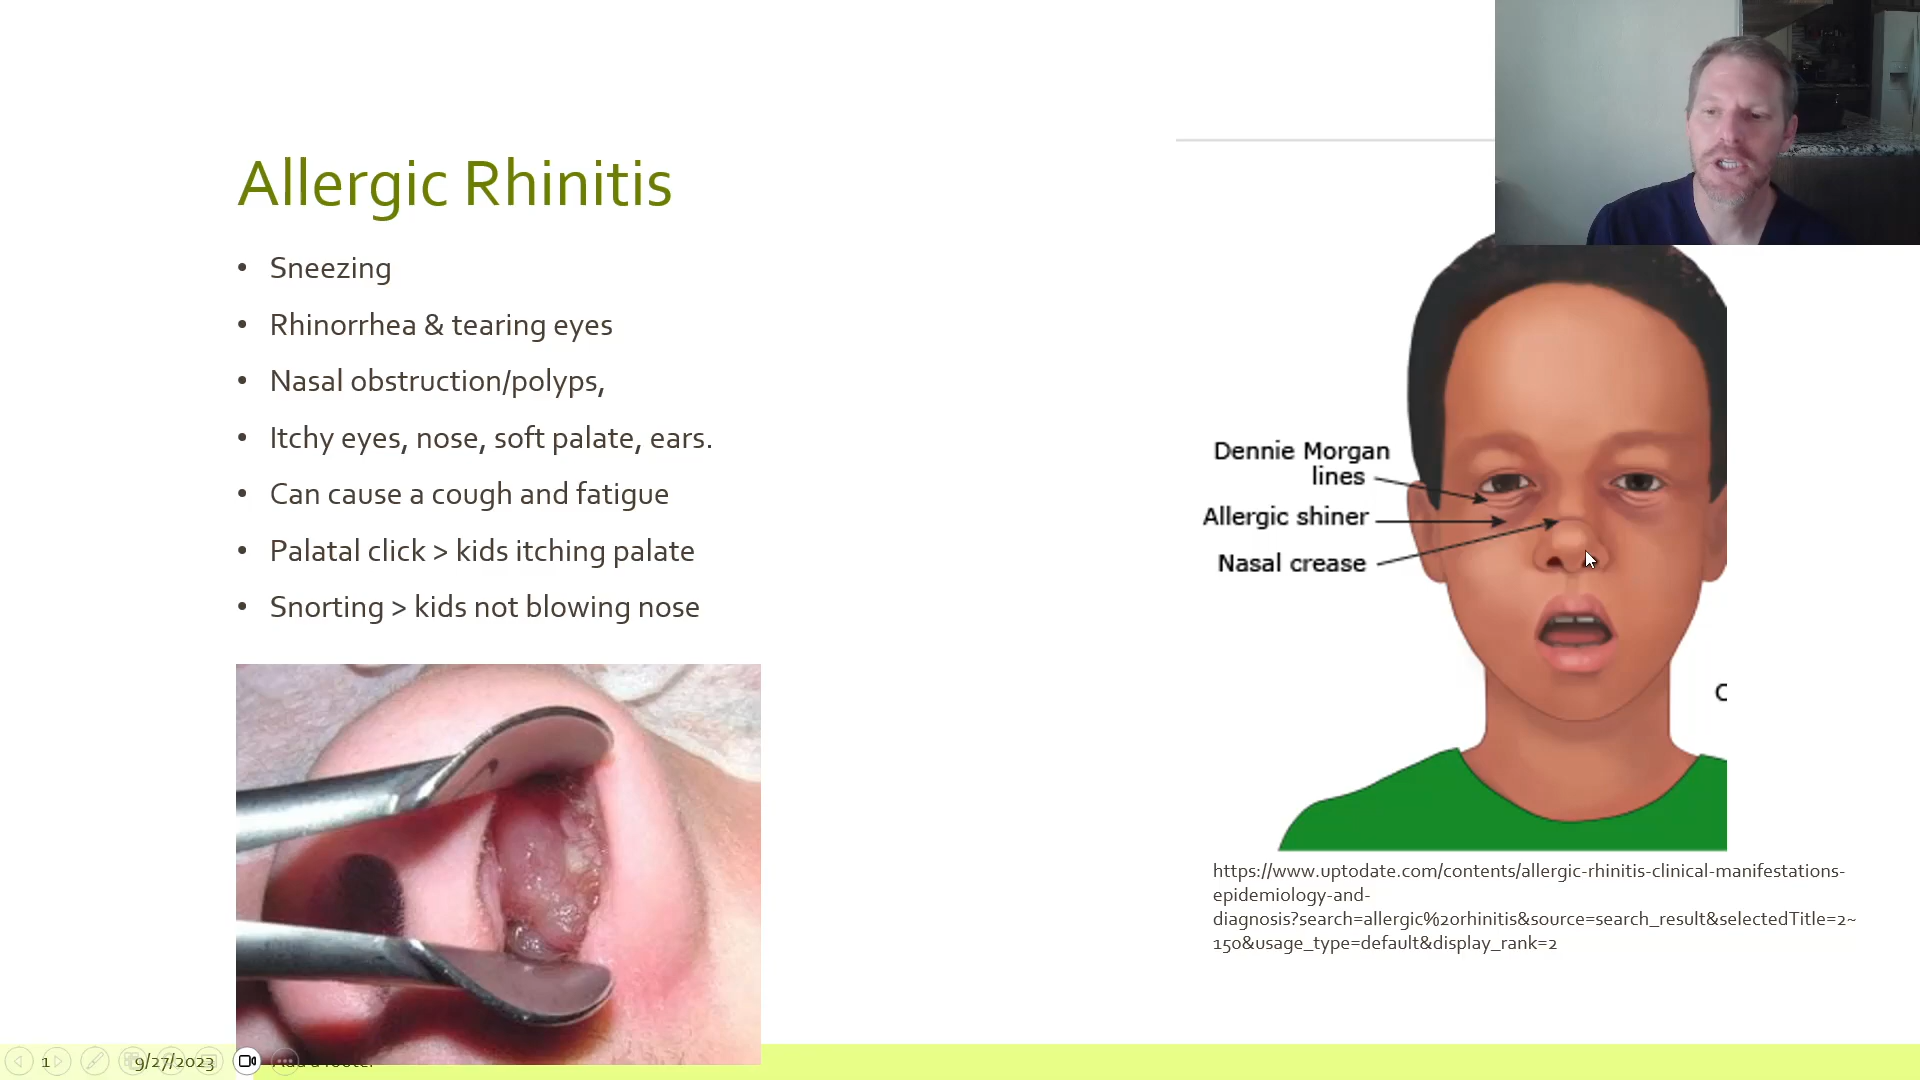 Allergic Rhinitis
• Sneezing
• Rhinorrhea & tearing eyes
• Nasal obstruction/polyps,
• Itchy eyes, nose, soft palate, ears.
• Can cause a cough and fatigue
• Palatal click > kids itching palate
• Snorting > kids not blowing nose
Dennie Morgan
lines
Allergic shiner
Nasal crease
C
https://www.uptodate.com/contents/allergic-rhinitis-clinical-manifestations-
epidemiology-and-
diagnosis?search=allergic%20rhinitis&source=search_result&selectedTitle=2~
150&usage_type=default&display_rank=2
1
9/27/2023
Add a footer